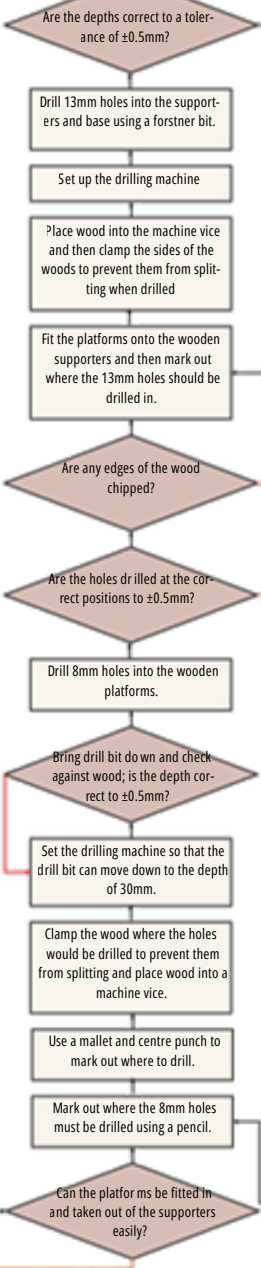 Are the depths correct to a toler-
ance of ±0.5mm?
Drill 13mm holes into the support-
ers and base using a forstner bit.
Set up the drilling machine
Place wood into the machine vice
and then clamp the sides of the
woods to prevent them from split-
ting when drilled
Fit the platforms onto the wooden
supporters and then mark out
where the 13mm holes should be
drilled in.
Are any edges of the wood
chipped?
Are the holes drilled at the cor-
rect positions to ±0.5mm?
Drill 8mm holes into the wooden
platforms.
Bring drill bit down and check
against wood; is the depth cor-
rect to ±0.5mm?
Set the drilling machine so that the
drill bit can move down to the depth
of 30mm.
Clamp the wood where the holes
would be drilled to prevent them
from splitting and place wood into a
machine vice.
Use a mallet and centre punch to
mark out where to drill.
Mark out where the 8mm holes
must be drilled using a pencil.
Can the platforms be fitted in
and taken out of the supporters
easily?